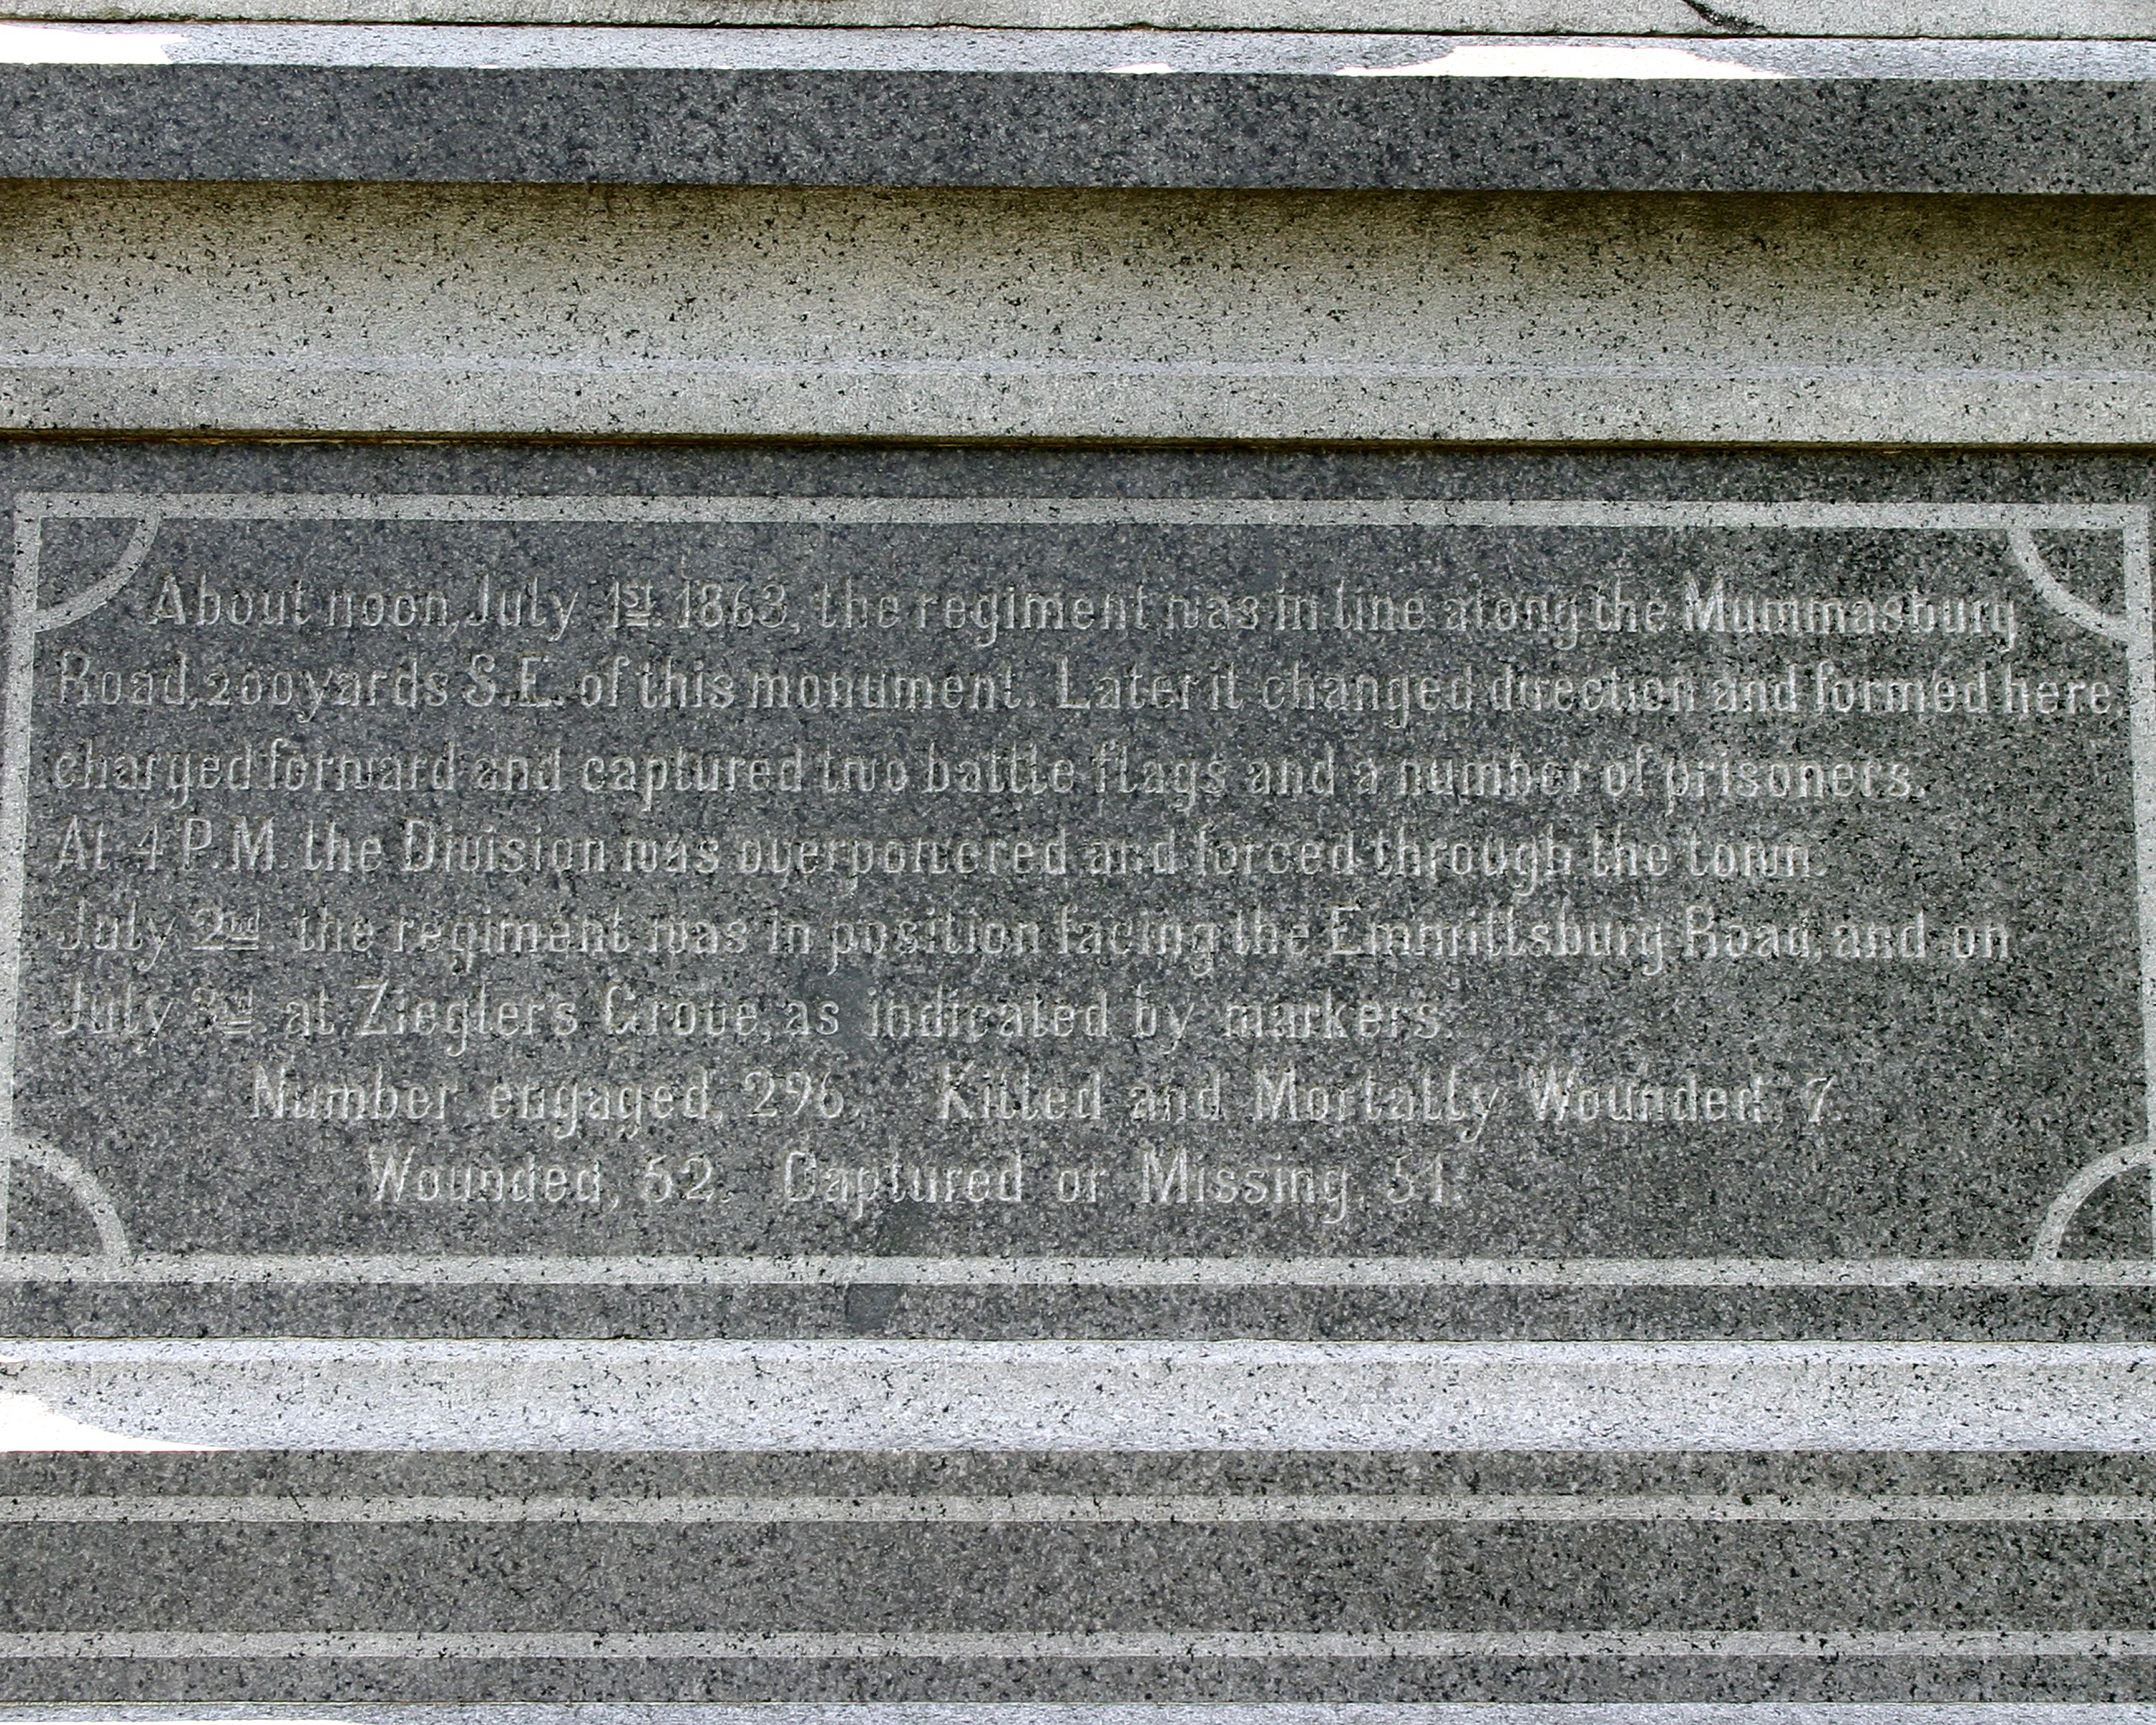 About noon, July 1st 1863, the regiment was in line along the Mummasburg
Road, 200 yards S.E. of this monument. Later it changed direction and formed here
charged forward and captured two battle flags and a number of prisoners.
At 4 P.M. the Division was overpowered and forced through the town.
July 2nd the regiment was in position facing the Emmittsburg Road, and on
July 3rd at Ziegler's Grove, as indicated by markers.
Number engaged, 296. Killed and Mortally Wounded, 7.
Wounded, 52. Captured or Missing, 51.